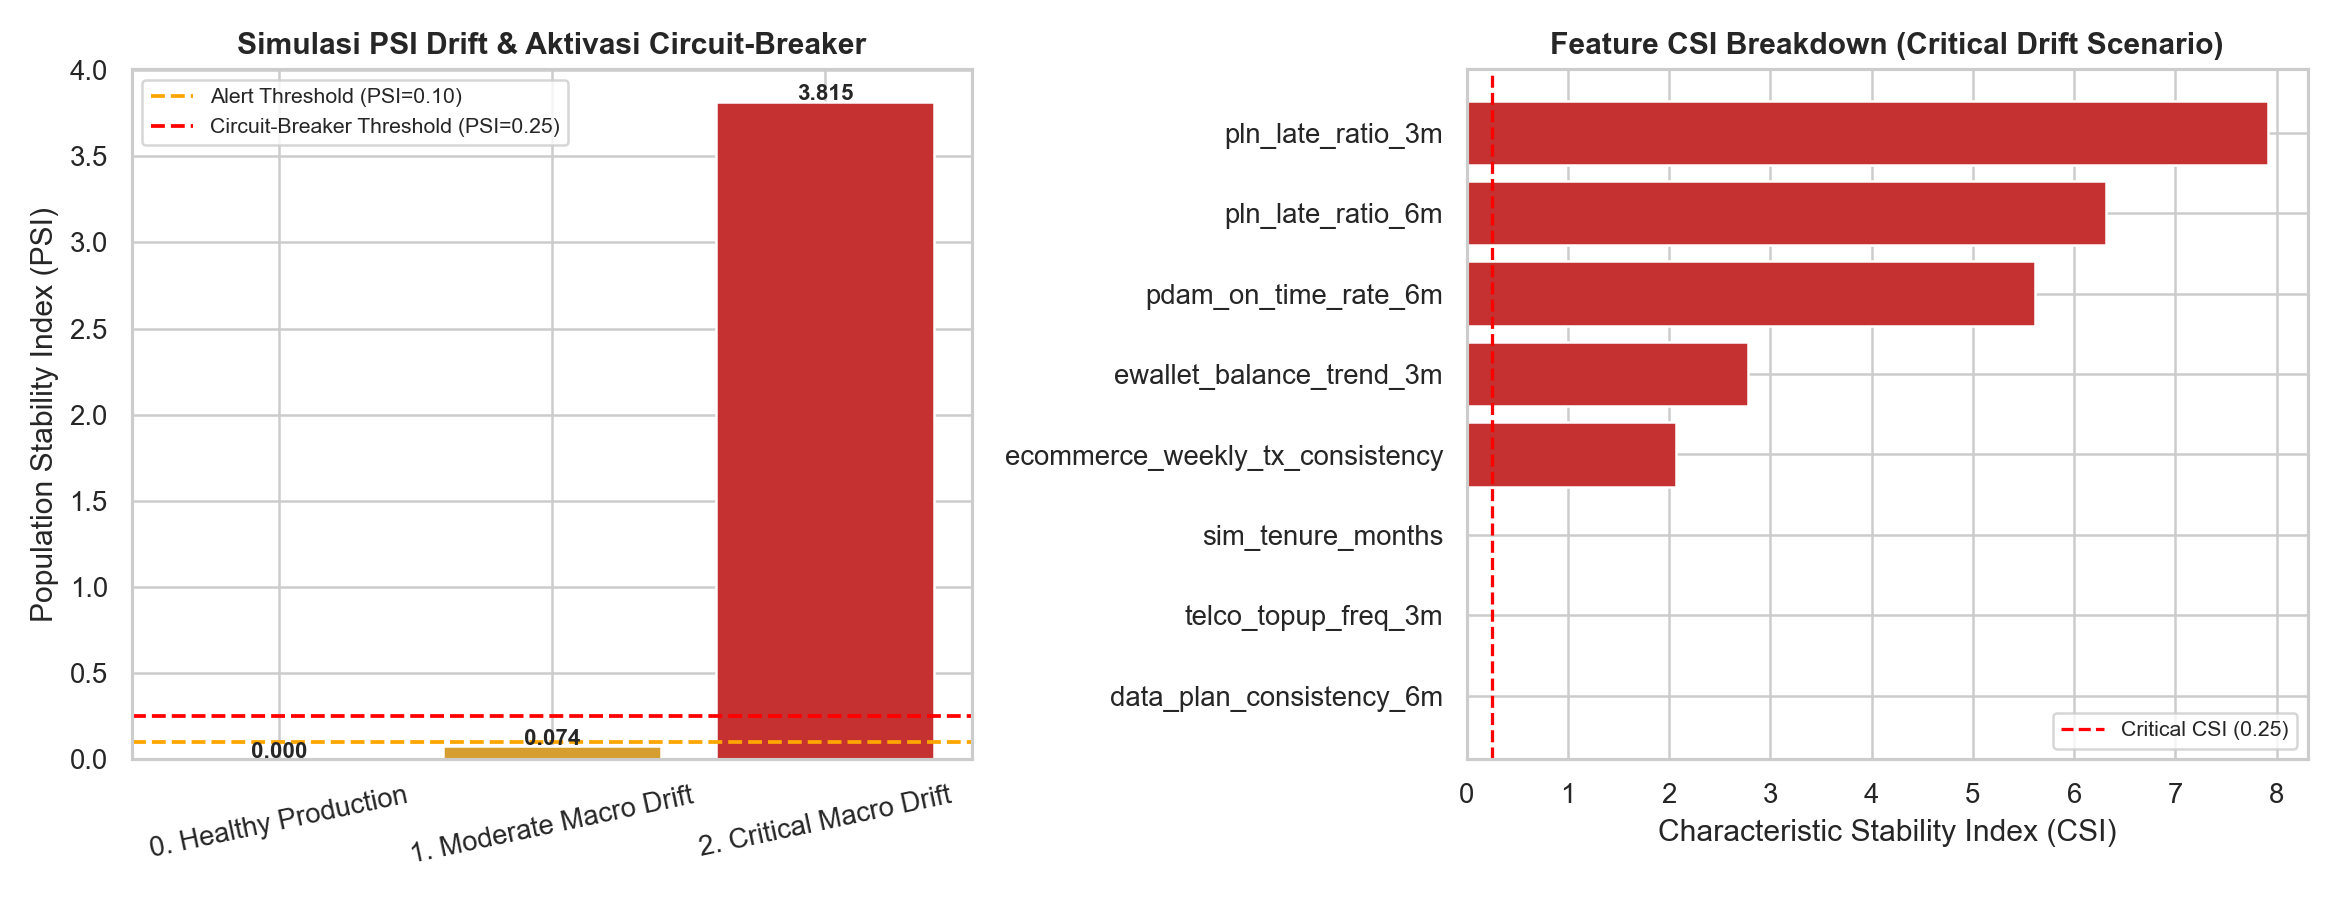 Simulasi PSI Drift & Aktivasi Circuit-Breaker
Population Stability Index (PSI)
4.0
3.5
3.0
2.5
2.0
1.5
1.0
0.5
0.0
Alert Threshold (PSI=0.10)
Circuit-Breaker Threshold (PSI=0.25)
0.000
0.074
3.815
0. Healthy Production
1. Moderate Macro Drift
2. Critical Macro Drift
Feature CSI Breakdown (Critical Drift Scenario)
pln_late_ratio_3m
pln_late_ratio_6m
pdam_on_time_rate_6m
ewallet_balance_trend_3m
ecommerce_weekly_tx_consistency
sim_tenure_months
telco_topup_freq_3m
data_plan_consistency_6m
Critical CSI (0.25)
0 1 2 3 4 5 6 7 8
Characteristic Stability Index (CSI)